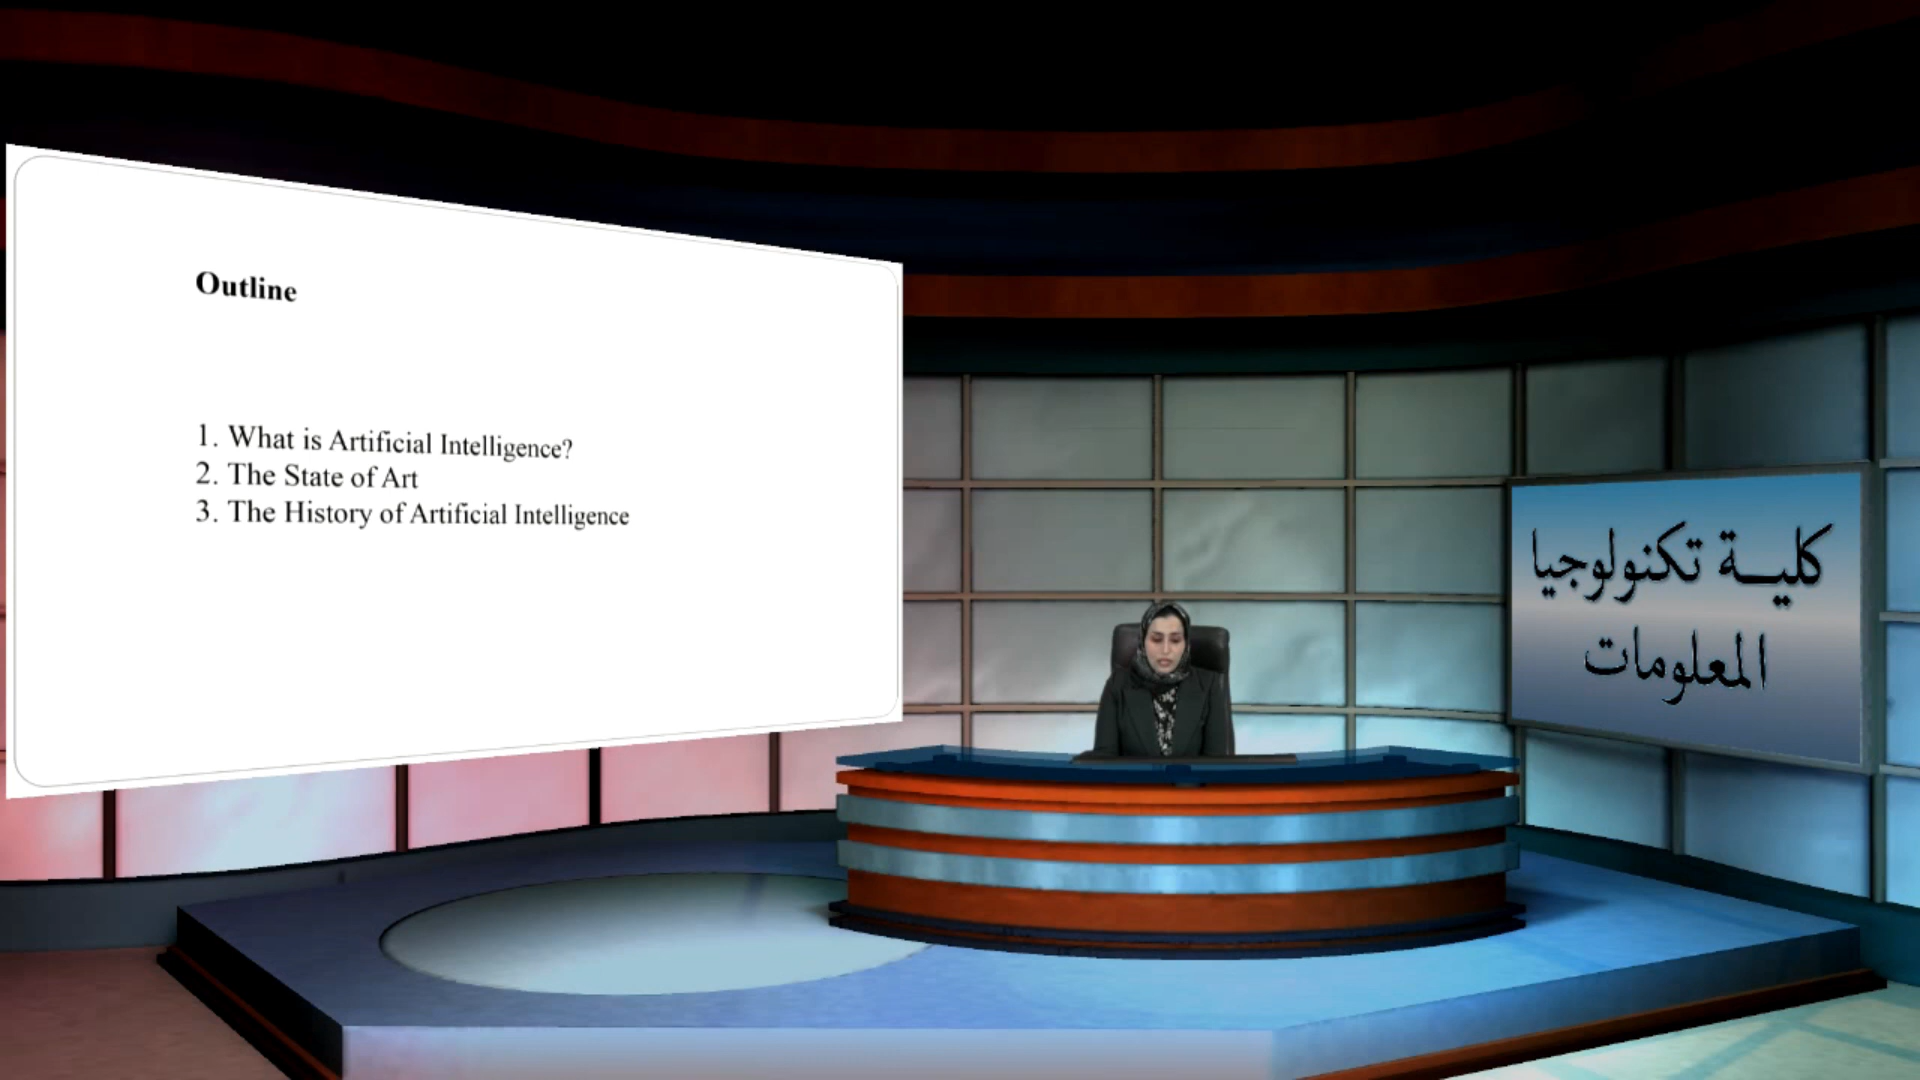 Outline
1. What is Artificial Intelligence?
2. The State of Art
3. The History of Artificial Intelligence
كليـــة تكنولوجيا
المعلومات